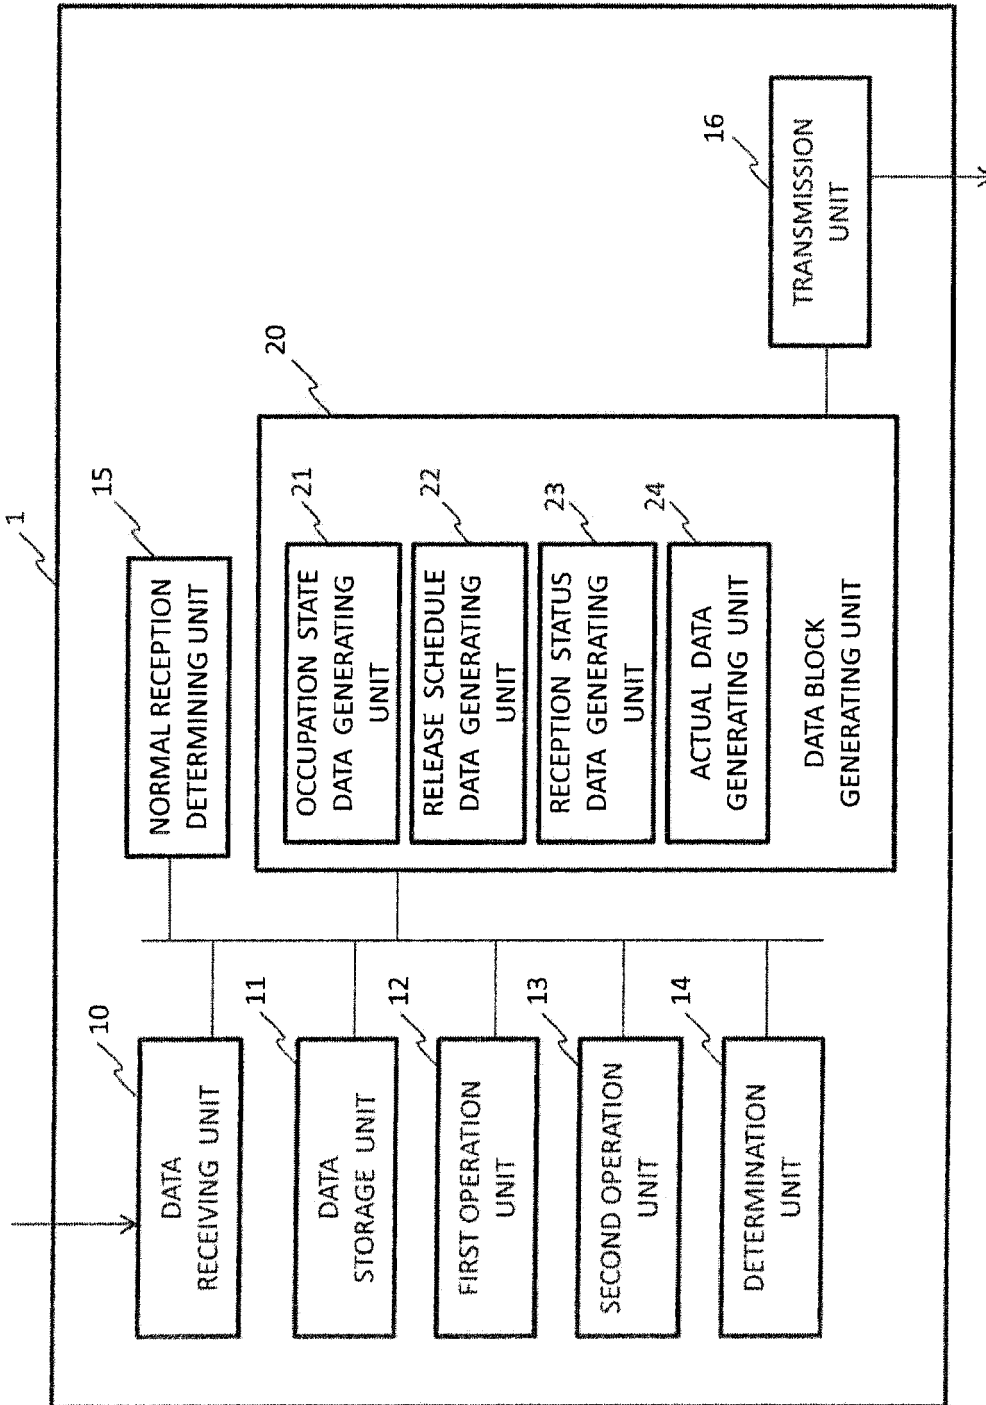 1
10
DATA
RECEIVING UNIT
11
DATA
STORAGE UNIT
12
FIRST OPERATION
UNIT
13
SECOND OPERATION
UNIT
14
DETERMINATION
UNIT
15
NORMAL RECEPTION
DETERMINING UNIT
20
OCCUPATION STATE
DATA GENERATING
UNIT
21
RELEASE SCHEDULE
DATA GENERATING
UNIT
22
RECEPTION STATUS
DATA GENERATING
UNIT
23
ACTUAL DATA
GENERATING UNIT
24
DATA BLOCK
GENERATING UNIT
16
TRANSMISSION
UNIT